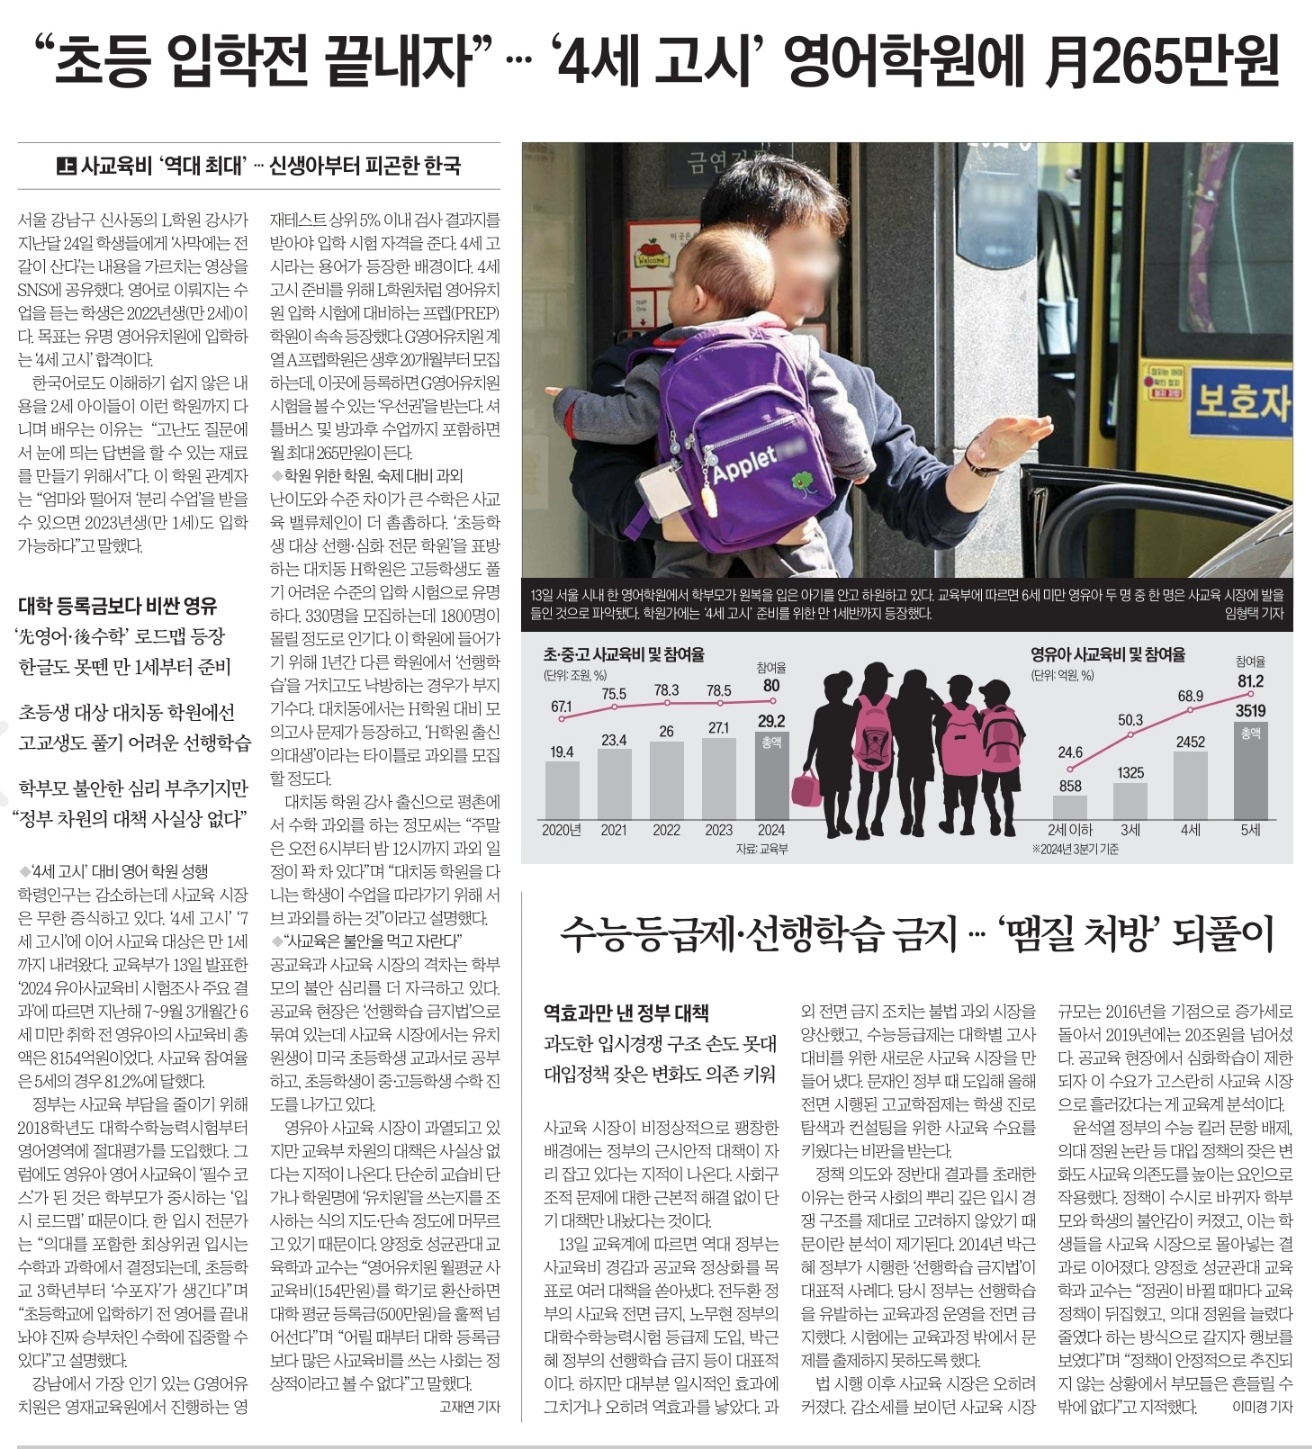 “초등 입학전 끝내자” … ‘4세 고시’ 영어학원에 月265만원
上 사교육비 ‘역대 최대’ … 신생아부터 피곤한 한국
서울 강남구 신사동의 L학원 강사가
지난달 24일 학생들에게 ‘사막에는 전
갈이 산다’는 내용을 가르치는 영상을
SNS에 공유했다. 영어로 이뤄지는 수
업을 듣는 학생은 2022년생(만 2세)이
다. 목표는 유명 영어유치원에 입학하
는 ‘4세 고시’ 합격이다.
한국어로도 이해하기 쉽지 않은 내
용을 2세 아이들이 이런 학원까지 다
니며 배우는 이유는 “고난도 질문에
서 눈에 띄는 답변을 할 수 있는 재료
를 만들기 위해서”다. 이 학원 관계자
는 “엄마와 떨어져 ‘분리 수업’을 받을
수 있으면 2023년생(만 1세)도 입학
가능하다”고 말했다.
대학 등록금보다 비싼 영유
‘先영어·後수학’ 로드맵 등장
한글도 못뗀 만 1세부터 준비
초등생 대상 대치동 학원에선
고교생도 풀기 어려운 선행학습
학부모 불안한 심리 부추기지만
“정부 차원의 대책 사실상 없다”
◆‘4세 고시’ 대비 영어 학원 성행
학령인구는 감소하는데 사교육 시장
은 무한 증식하고 있다. ‘4세 고시’ ‘7
세 고시’에 이어 사교육 대상은 만 1세
까지 내려왔다. 교육부가 13일 발표한
‘2024 유아사교육비 시험조사 주요 결
과’에 따르면 지난해 7~9월 3개월간 6
세 미만 취학 전 영유아의 사교육비 총
액은 8154억원이었다. 사교육 참여율
은 5세의 경우 81.2%에 달했다.
정부는 사교육 부담을 줄이기 위해
2018학년도 대학수학능력시험부터
영어영역에 절대평가를 도입했다. 그
럼에도 영유아 영어 사교육이 ‘필수 코
스’가 된 것은 학부모가 중시하는 ‘입
시 로드맵’ 때문이다. 한 입시 전문가
는 “의대를 포함한 최상위권 입시는
수학과 과학에서 결정되는데, 초등학
교 3학년부터 ‘수포자’가 생긴다”며
“초등학교에 입학하기 전 영어를 끝내
놔야 진짜 승부처인 수학에 집중할 수
있다”고 설명했다.
강남에서 가장 인기 있는 G영어유
치원은 영재교육원에서 진행하는 영
재테스트 상위 5% 이내 검사 결과지를
받아야 입학 시험 자격을 준다. 4세 고
시라는 용어가 등장한 배경이다. 4세
고시 준비를 위해 L학원처럼 영어유치
원 입학 시험에 대비하는 프렙(PREP)
학원이 속속 등장했다. G영어유치원 계
열 A프렙학원은 생후 20개월부터 모집
하는데, 이곳에 등록하면 G영어유치원
시험을 볼 수 있는 ‘우선권’을 받는다. 셔
틀버스 및 방과후 수업까지 포함하면
월 최대 265만원이 든다.
◆학원 위한 학원, 숙제 대비 과외
난이도와 수준 차이가 큰 수학은 사교
육 밸류체인이 더 촘촘하다. ‘초등학
생 대상 선행·심화 전문 학원’을 표방
하는 대치동 H학원은 고등학생도 풀
기 어려운 수준의 입학 시험으로 유명
하다. 330명을 모집하는데 1800명이
몰릴 정도로 인기다. 이 학원에 들어가
기 위해 1년간 다른 학원에서 ‘선행학
습’을 거치고도 낙방하는 경우가 부지
기수다. 대치동에서는 H학원 대비 모
의고사 문제가 등장하고, ‘H학원 출신
의대생’이라는 타이틀로 과외를 모집
할 정도다.
대치동 학원 강사 출신으로 평촌에
서 수학 과외를 하는 정모씨는 “주말
은 오전 6시부터 밤 12시까지 과외 일
정이 꽉 차 있다”며 “대치동 학원을 다
니는 학생이 수업을 따라가기 위해 서
브 과외를 하는 것”이라고 설명했다.
◆“사교육은 불안을 먹고 자란다”
공교육과 사교육 시장의 격차는 학부
모의 불안 심리를 더 자극하고 있다.
공교육 현장은 ‘선행학습 금지법’으로
묶여 있는데 사교육 시장에서는 유치
원생이 미국 초등학생 교과서로 공부
하고, 초등학생이 중·고등학생 수학 진
도를 나가고 있다.
영유아 사교육 시장이 과열되고 있
지만 교육부 차원의 대책은 사실상 없
다는 지적이 나온다. 단순히 교습비 단
가나 학원명에 ‘유치원’을 쓰는지를 조
사하는 식의 지도·단속 정도에 머무르
고 있기 때문이다. 양정호 성균관대 교
육학과 교수는 “영어유치원 월평균 사
교육비(154만원)를 학기로 환산하면
대학 평균 등록금(500만원)을 훌쩍 넘
어선다”며 “어릴 때부터 대학 등록금
보다 많은 사교육비를 쓰는 사회는 정
상적이라고 볼 수 없다”고 말했다.
고재연 기자
Welcome
Applet
보호자
13일 서울 시내 한 영어학원에서 학부모가 원복을 입은 아기를 안고 하원하고 있다. 교육부에 따르면 6세 미만 영유아 두 명 중 한 명은 사교육 시장에 발을
들인 것으로 파악됐다. 학원가에는 ‘4세 고시’ 준비를 위한 만 1세반까지 등장했다. 임형택 기자
초·중·고 사교육비 및 참여율
(단위: 조원, %)
참여율
67.1 75.5 78.3 78.5 80
19.4 23.4 26 27.1 29.2
총액
2020년 2021 2022 2023 2024
자료: 교육부
영유아 사교육비 및 참여율
(단위: 억원, %)
참여율
24.6 50.3 68.9 81.2
858 1325 2452 3519
총액
2세 이하 3세 4세 5세
※2024년 3분기 기준
수능등급제·선행학습 금지 … ‘땜질 처방’ 되풀이
역효과만 낸 정부 대책
과도한 입시경쟁 구조 손도 못대
대입정책 잦은 변화도 의존 키워
사교육 시장이 비정상적으로 팽창한
배경에는 정부의 근시안적 대책이 자
리 잡고 있다는 지적이 나온다. 사회구
조적 문제에 대한 근본적 해결 없이 단
기 대책만 내놨다는 것이다.
13일 교육계에 따르면 역대 정부는
사교육비 경감과 공교육 정상화를 목
표로 여러 대책을 쏟아냈다. 전두환 정
부의 사교육 전면 금지, 노무현 정부의
대학수학능력시험 등급제 도입, 박근
혜 정부의 선행학습 금지 등이 대표적
이다. 하지만 대부분 일시적인 효과에
그치거나 오히려 역효과를 낳았다. 과
외 전면 금지 조치는 불법 과외 시장을
양산했고, 수능등급제는 대학별 고사
대비를 위한 새로운 사교육 시장을 만
들어 냈다. 문재인 정부 때 도입해 올해
전면 시행된 고교학점제는 학생 진로
탐색과 컨설팅을 위한 사교육 수요를
키웠다는 비판을 받는다.
정책 의도와 정반대 결과를 초래한
이유는 한국 사회의 뿌리 깊은 입시 경
쟁 구조를 제대로 고려하지 않았기 때
문이란 분석이 제기된다. 2014년 박근
혜 정부가 시행한 ‘선행학습 금지법’이
대표적 사례다. 당시 정부는 선행학습
을 유발하는 교육과정 운영을 전면 금
지했다. 시험에는 교육과정 밖에서 문
제를 출제하지 못하도록 했다.
법 시행 이후 사교육 시장은 오히려
커졌다. 감소세를 보이던 사교육 시장
규모는 2016년을 기점으로 증가세로
돌아서 2019년에는 20조원을 넘어섰
다. 공교육 현장에서 심화학습이 제한
되자 이 수요가 고스란히 사교육 시장
으로 흘러갔다는 게 교육계 분석이다.
윤석열 정부의 수능 킬러 문항 배제,
의대 정원 논란 등 대입 정책의 잦은 변
화도 사교육 의존도를 높이는 요인으로
작용했다. 정책이 수시로 바뀌자 학부
모와 학생의 불안감이 커졌고, 이는 학
생들을 사교육 시장으로 몰아넣는 결
과로 이어졌다. 양정호 성균관대 교육
학과 교수는 “정권이 바뀔 때마다 교육
정책이 뒤집혔고, 의대 정원을 늘렸다
줄였다 하는 방식으로 갈지자 행보를
보였다”며 “정책이 안정적으로 추진되
지 않는 상황에서 부모들은 흔들릴 수
밖에 없다”고 지적했다. 이미경 기자